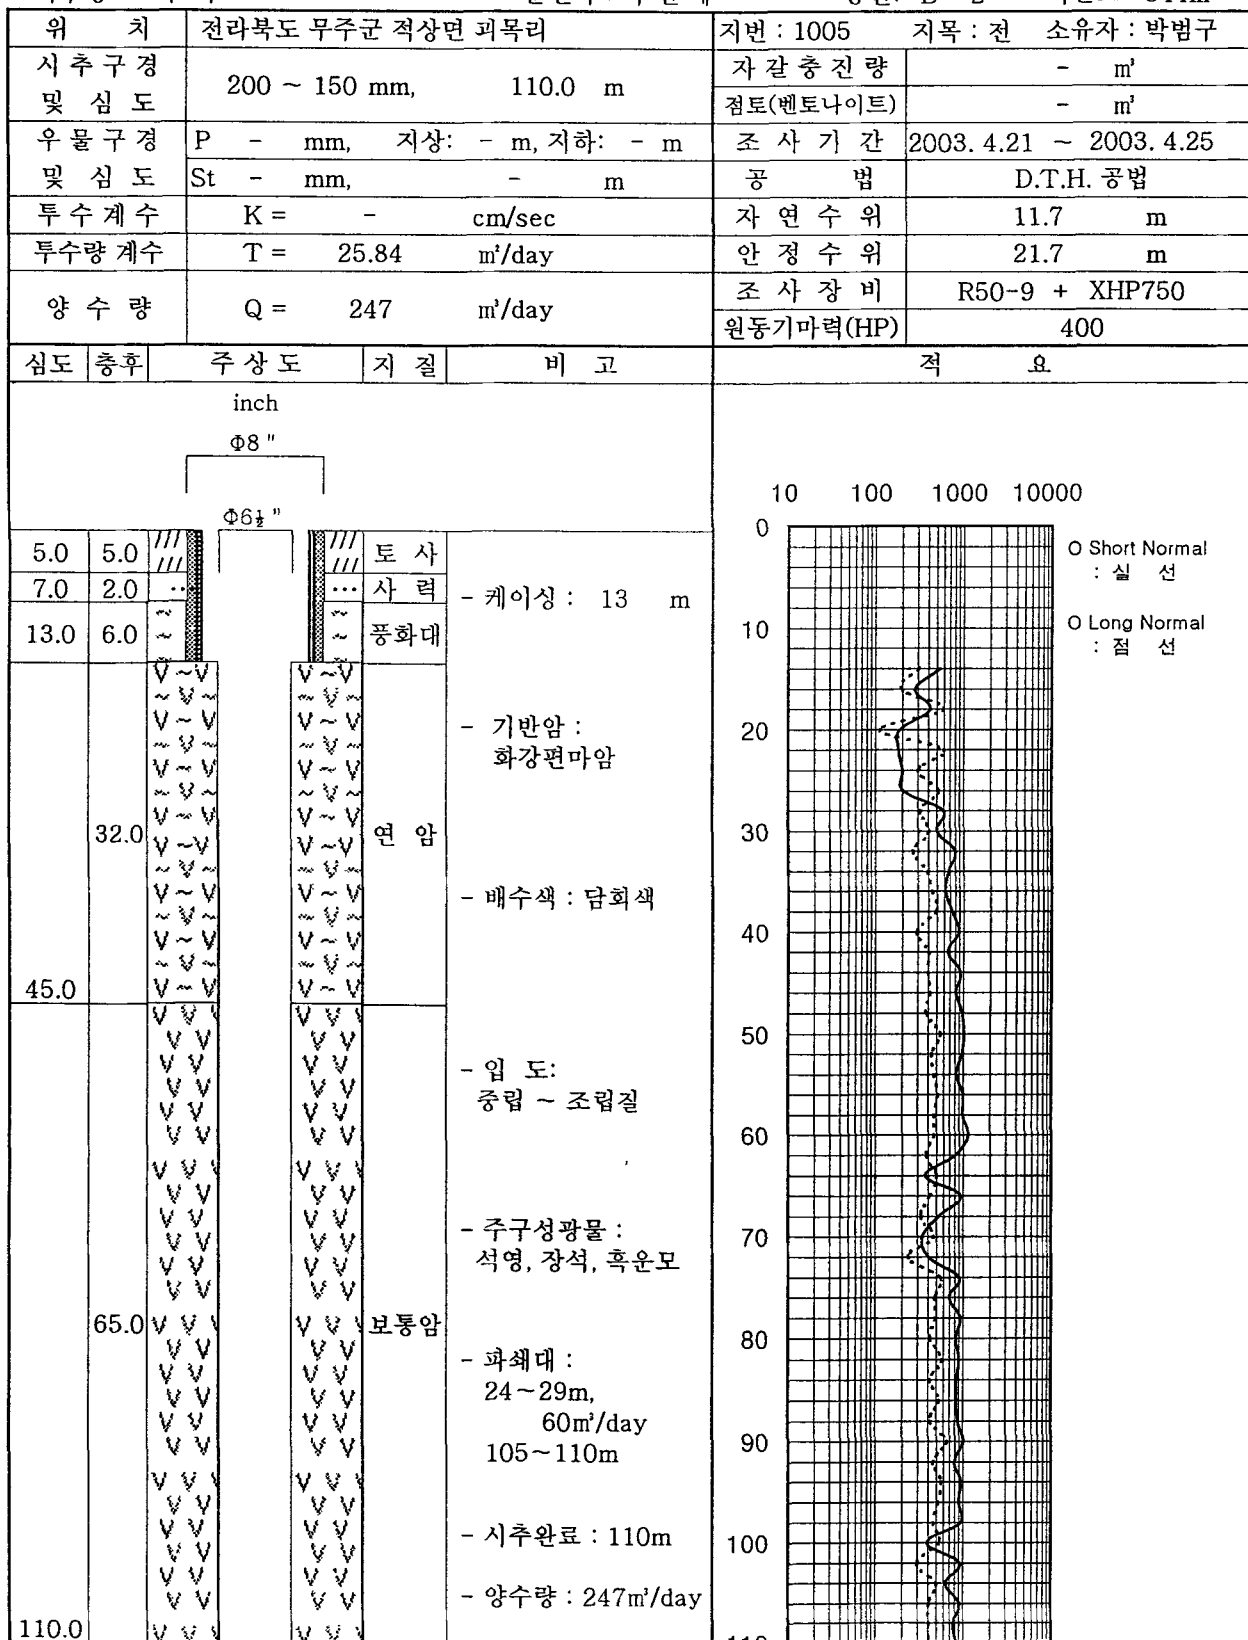 위 치 전라북도 무주군 적상면 괴목리 지번 : 1005 지목 : 전 소유자 : 박범구
시추구경 및 심도 200 ~ 150 mm, 110.0 m
자갈충진량 - ㎥
점토(벤토나이트) - ㎥
우물구경 및 심도 P - mm, 지상: - m, 지하: - m
St - mm, - m
조사기간 2003. 4.21 ~ 2003. 4.25
공 법 D.T.H. 공법
투수계수 K = - cm/sec
자연수위 11.7 m
투수량 계수 T = 25.84 ㎡/day
안정수위 21.7 m
양수량 Q = 247 ㎥/day
조사장비 R50-9 + XHP750
원동기마력(HP) 400
심도 층후 주상도 지질 비고 적요
inch
Φ8 "
Φ6½ "
5.0 5.0 토 사
7.0 2.0 사 력
13.0 6.0 풍화대
32.0 연 암
45.0
65.0 보통암
110.0
- 케이싱 : 13 m
- 기반암 :
화강편마암
- 배수색 : 담회색
- 입 도:
중립 ~ 조립질
- 주구성광물 :
석영, 장석, 흑운모
- 파쇄대 :
24~29m,
60㎥/day
105~110m
- 시추완료 : 110m
- 양수량 : 247㎥/day
10 100 1000 10000
0
10
20
30
40
50
60
70
80
90
100
O Short Normal
: 실 선
O Long Normal
: 점 선